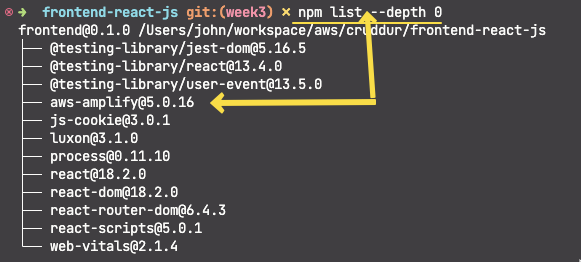 frontend-react-js git:(week3) ✗ npm list --depth 0
frontend@0.1.0 /Users/john/workspace/aws/cruddur/frontend-react-js
├── @testing-library/jest-dom@5.16.5
├── @testing-library/react@13.4.0
├── @testing-library/user-event@13.5.0
├── aws-amplify@5.0.16
├── js-cookie@3.0.1
├── luxon@3.1.0
├── process@0.11.10
├── react@18.2.0
├── react-dom@18.2.0
├── react-router-dom@6.4.3
├── react-scripts@5.0.1
└── web-vitals@2.1.4